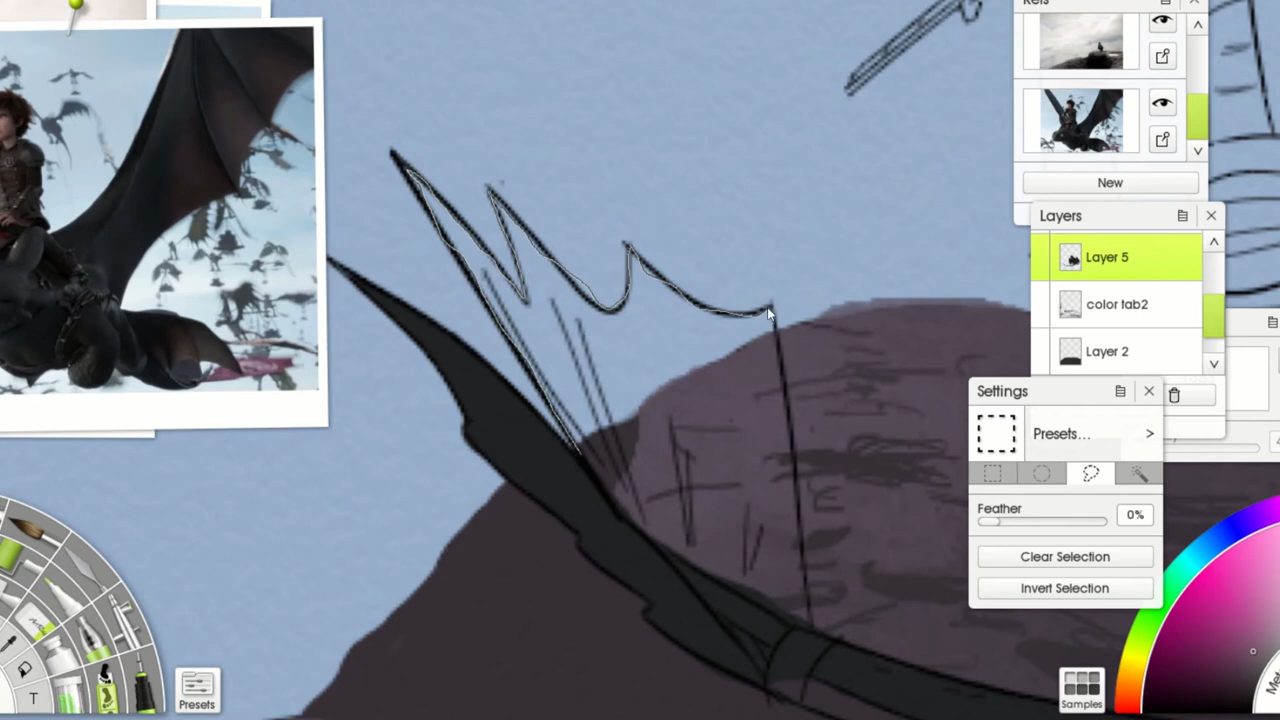 Refs
New
Layers
Layer 5
color tab2
Layer 2
Settings
Presets...
>
Feather
0%
Clear Selection
Invert Selection
T
Presets
Samples
Met